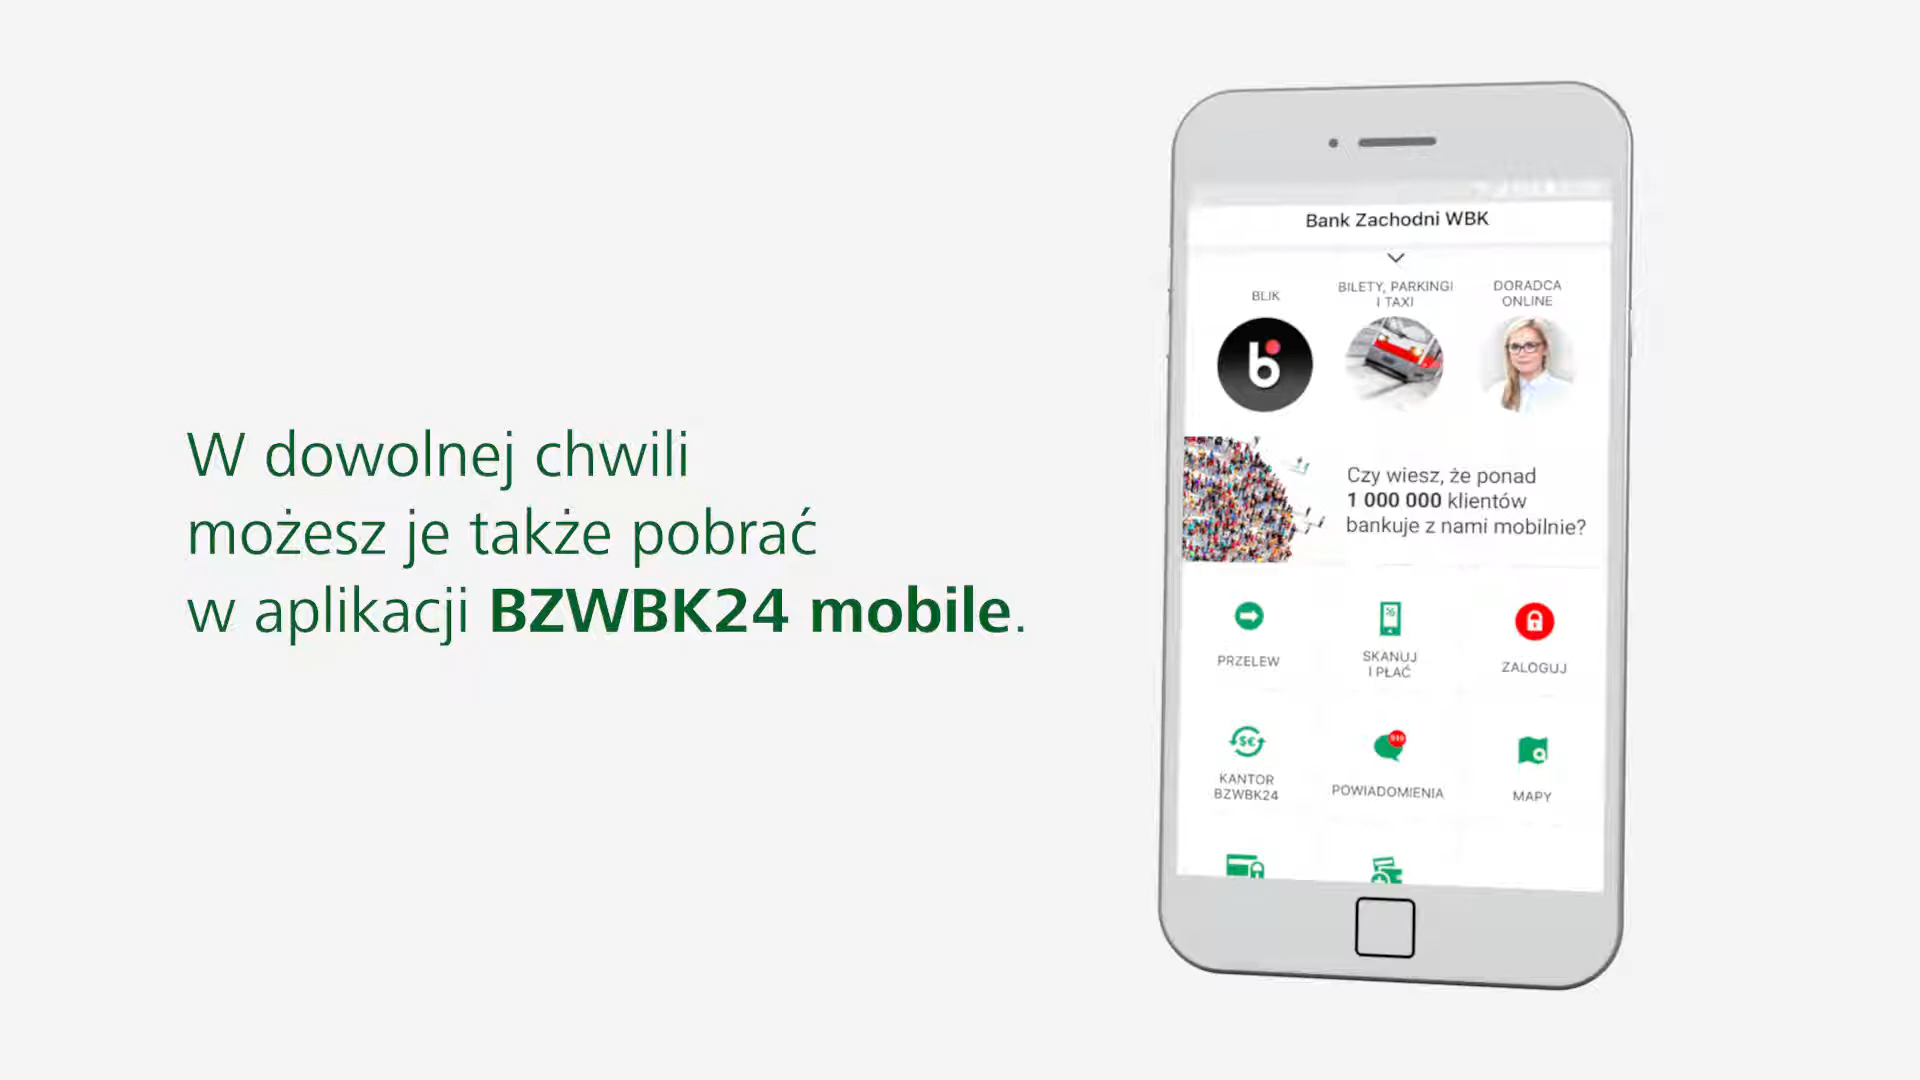 W dowolnej chwili
możesz je także pobrać
w aplikacji BZWBK24 mobile.
Bank Zachodni WBK
BLIK
BILETY, PARKINGI
I TAXI
DORADCA
ONLINE
b
Czy wiesz, że ponad
1 000 000 klientów
bankuje z nami mobilnie?
PRZELEW
SKANUJ
I PŁAĆ
ZALOGUJ
KANTOR
BZWBK24
POWIADOMIENIA
MAPY